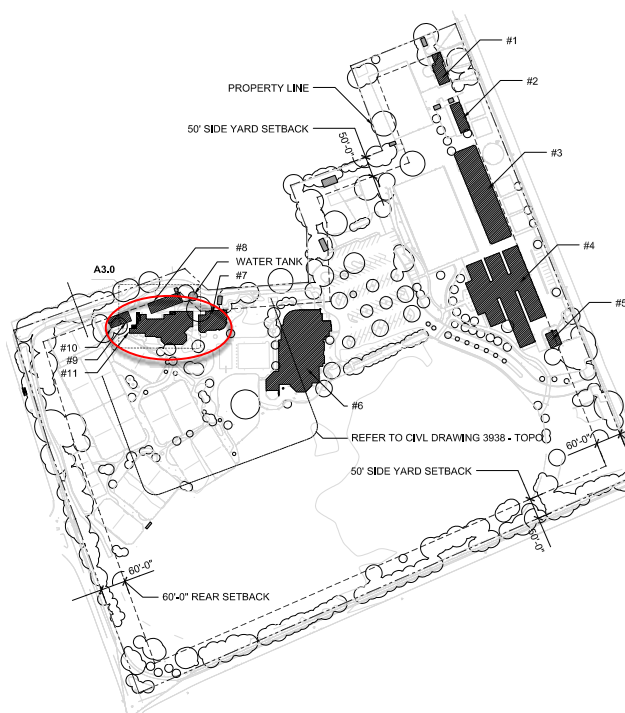 #1
PROPERTY LINE
#2
50' SIDE YARD SETBACK
50'-0"
#3
#8
WATER TANK
#4
A3.0
#7
#5
#10
#9
#11
#6
REFER TO CIVL DRAWING 3938 - TOPO
60'-0"
50' SIDE YARD SETBACK
60'-0"
60'-0"
60'-0" REAR SETBACK